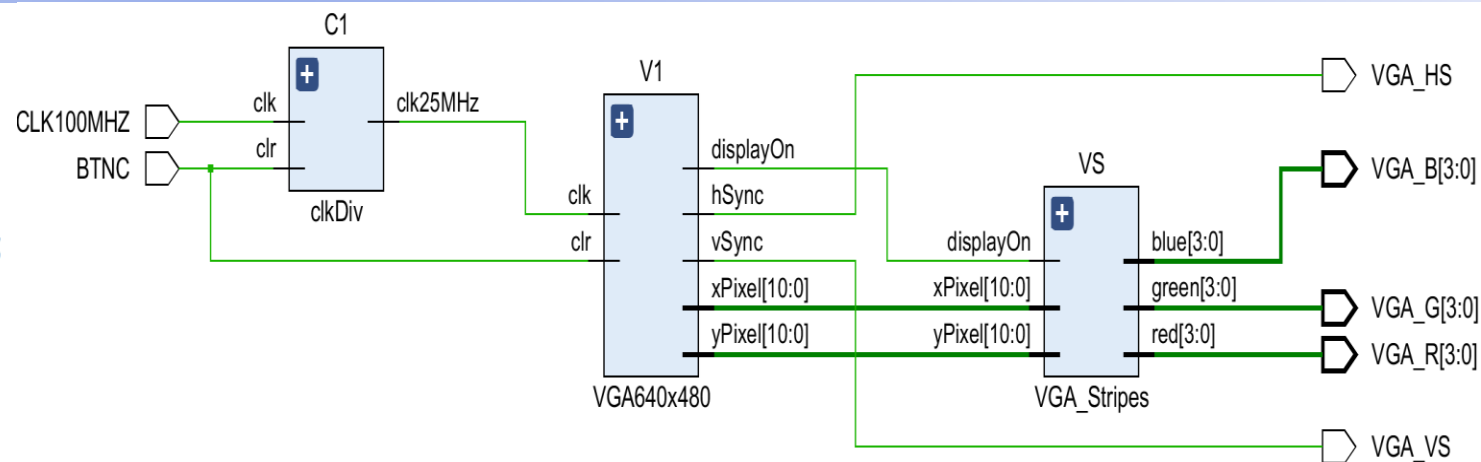 C1
clk
clr
clk25MHz
clkDiv
CLK100MHZ
BTNC
V1
clk
clr
displayOn
hSync
vSync
xPixel[10:0]
yPixel[10:0]
VGA640x480
VS
displayOn
xPixel[10:0]
yPixel[10:0]
blue[3:0]
green[3:0]
red[3:0]
VGA_Stripes
VGA_HS
VGA_B[3:0]
VGA_G[3:0]
VGA_R[3:0]
VGA_VS